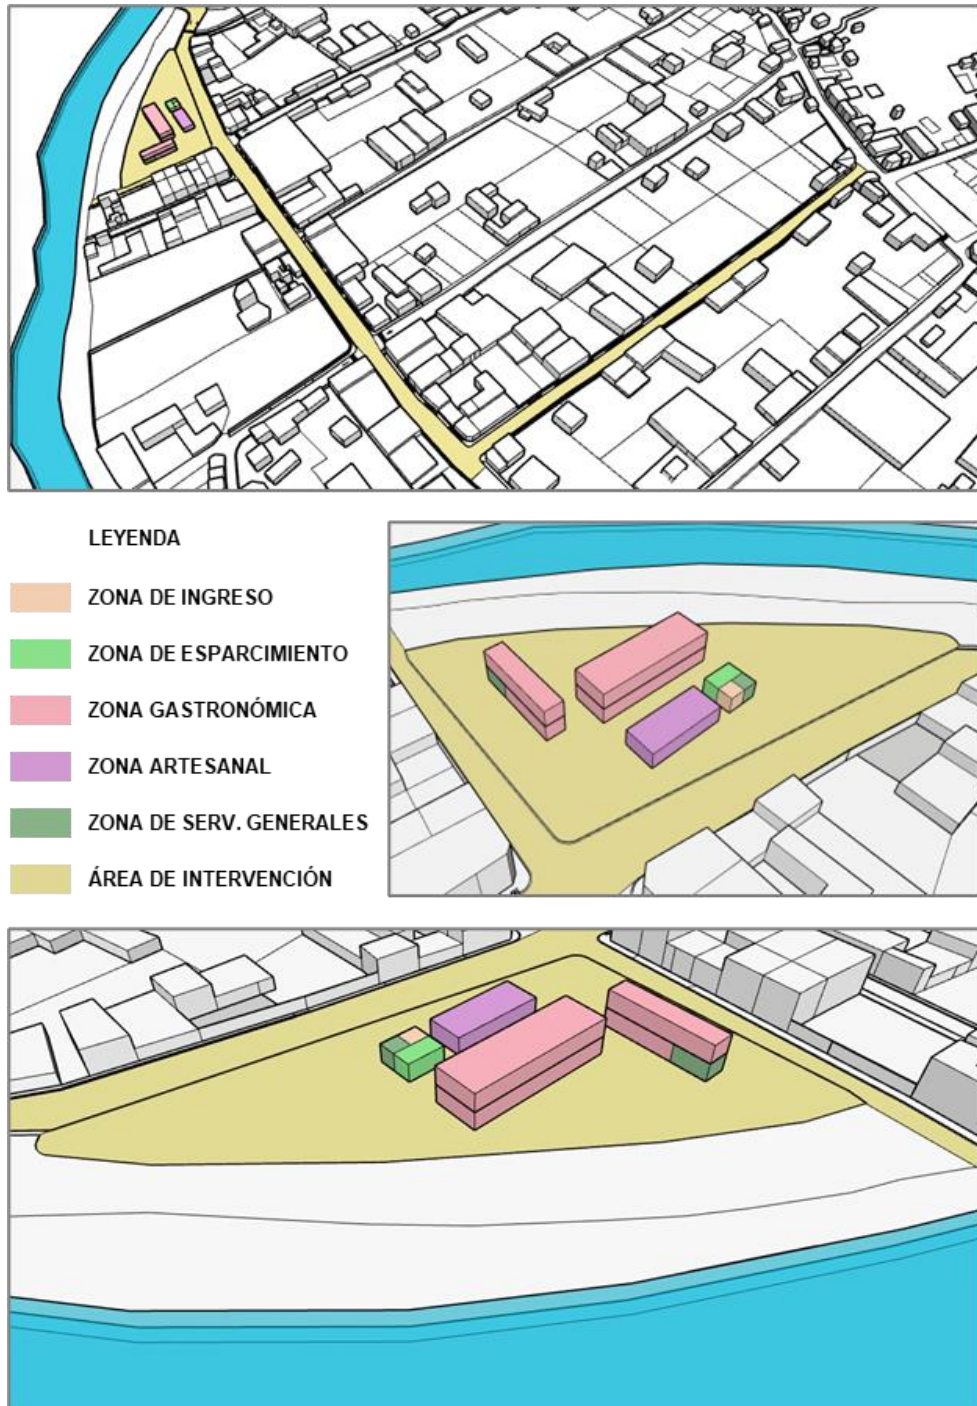 LEYENDA
ZONA DE INGRESO
ZONA DE ESPARCIMIENTO
ZONA GASTRONÓMICA
ZONA ARTESANAL
ZONA DE SERV. GENERALES
ÁREA DE INTERVENCIÓN